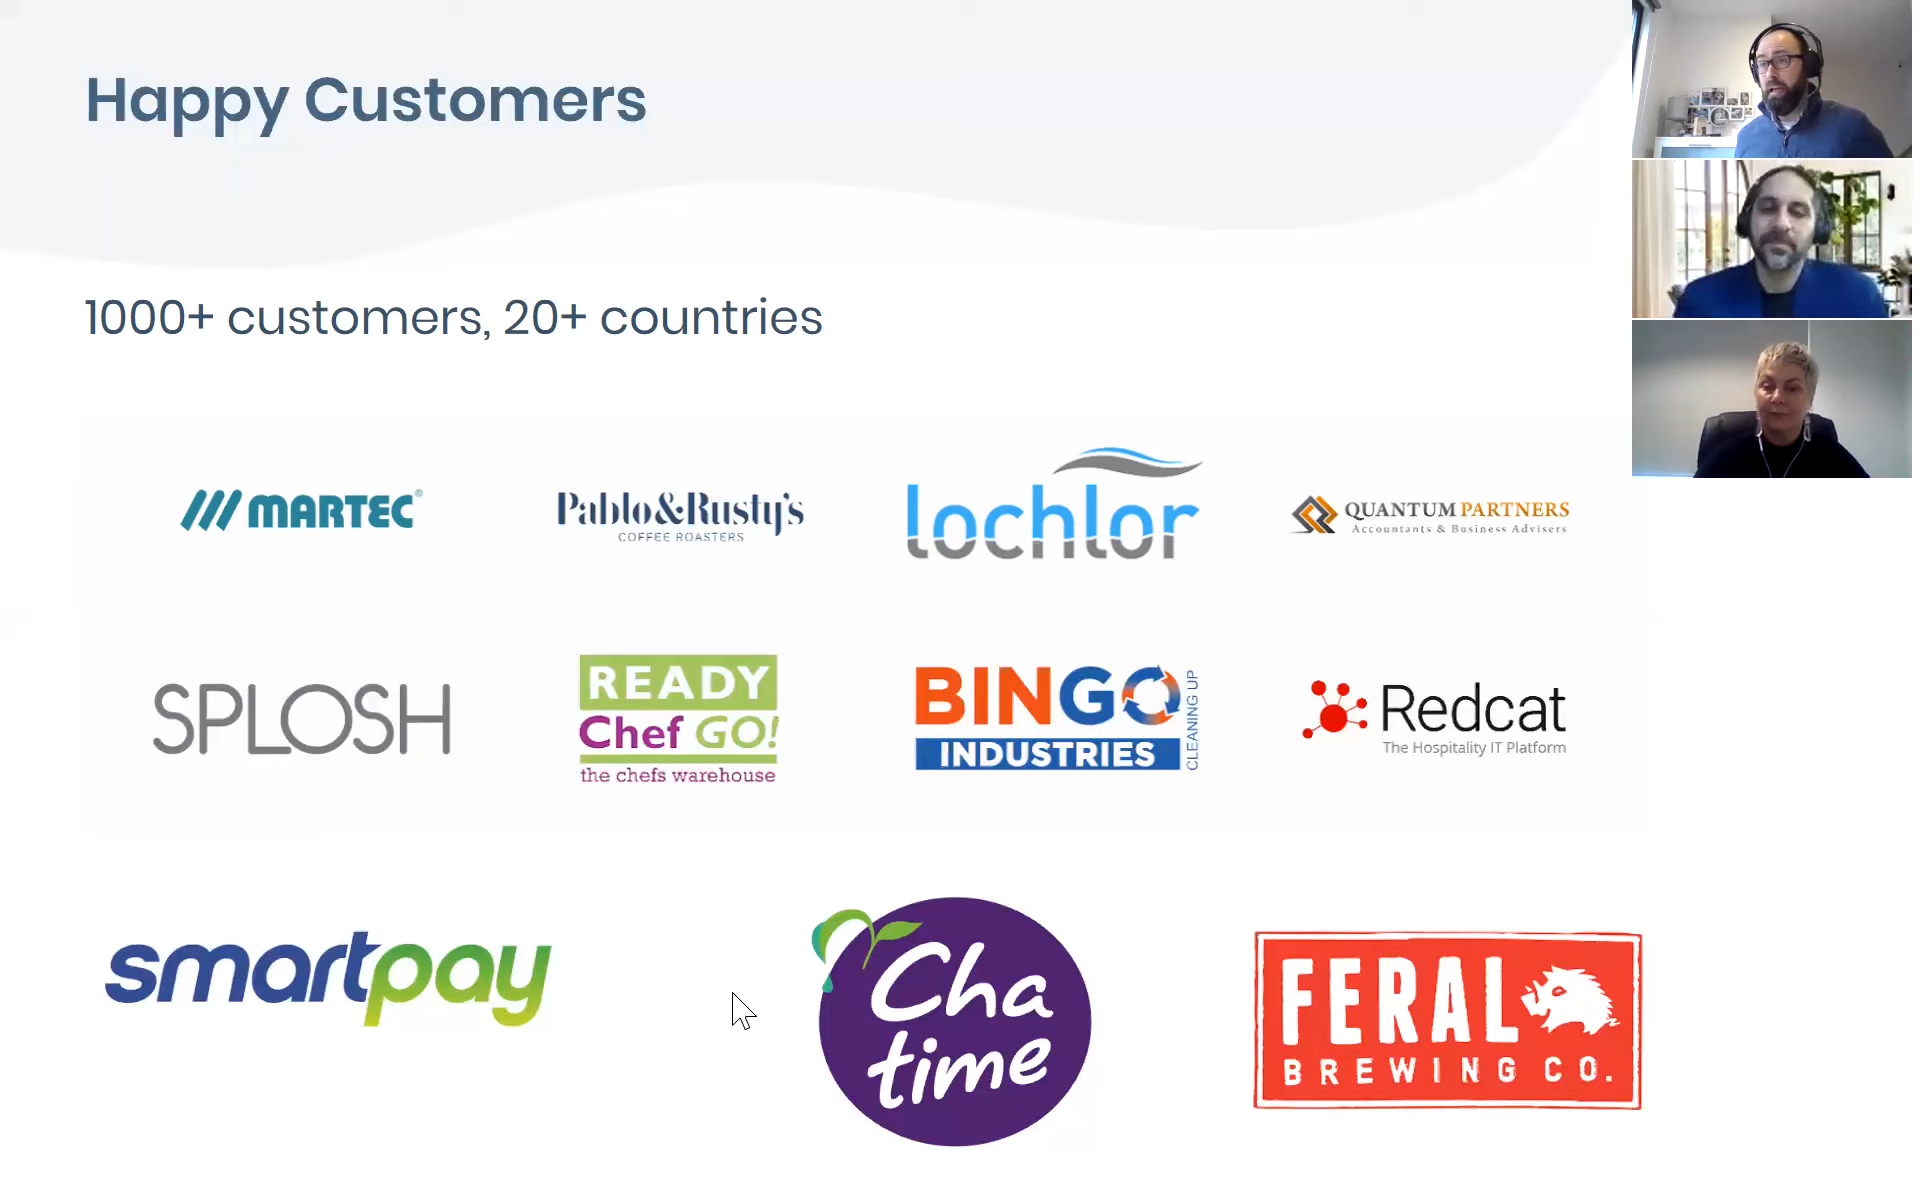 Happy Customers
1000+ customers, 20+ countries
MARTEC®
Pablo&Rusty's
COFFEE ROASTERS
lochlor
QUANTUM PARTNERS
Accountants & Business Advisers
SPLOSH
READY
Chef GO!
the chefs warehouse
BINGO
INDUSTRIES
CLEANING UP
Redcat
The Hospitality IT Platform
smartpay
Cha
time
FERAL
BREWING CO.